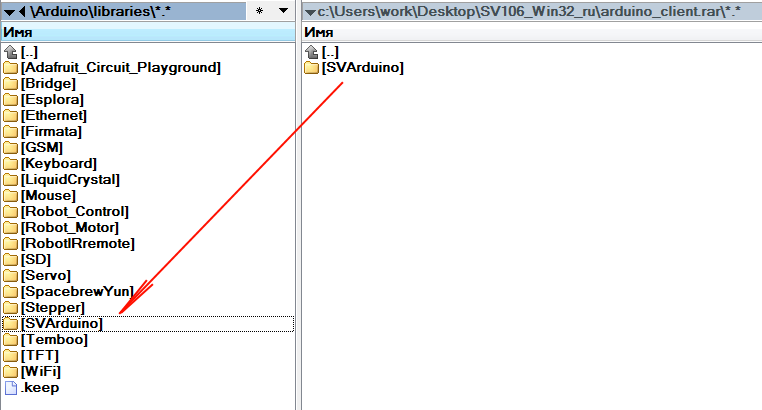 \Arduino\libraries\*.*
*
Имя
[..]
[Adafruit_Circuit_Playground]
[Bridge]
[Esplora]
[Ethernet]
[Firmata]
[GSM]
[Keyboard]
[LiquidCrystal]
[Mouse]
[Robot_Control]
[Robot_Motor]
[RobotIRremote]
[SD]
[Servo]
[SpacebrewYun]
[Stepper]
[SVArduino]
[Temboo]
[TFT]
[WiFi]
.keep
c:\Users\work\Desktop\SV106_Win32_ru\arduino_client.rar\*.*
Имя
[..]
[SVArduino]